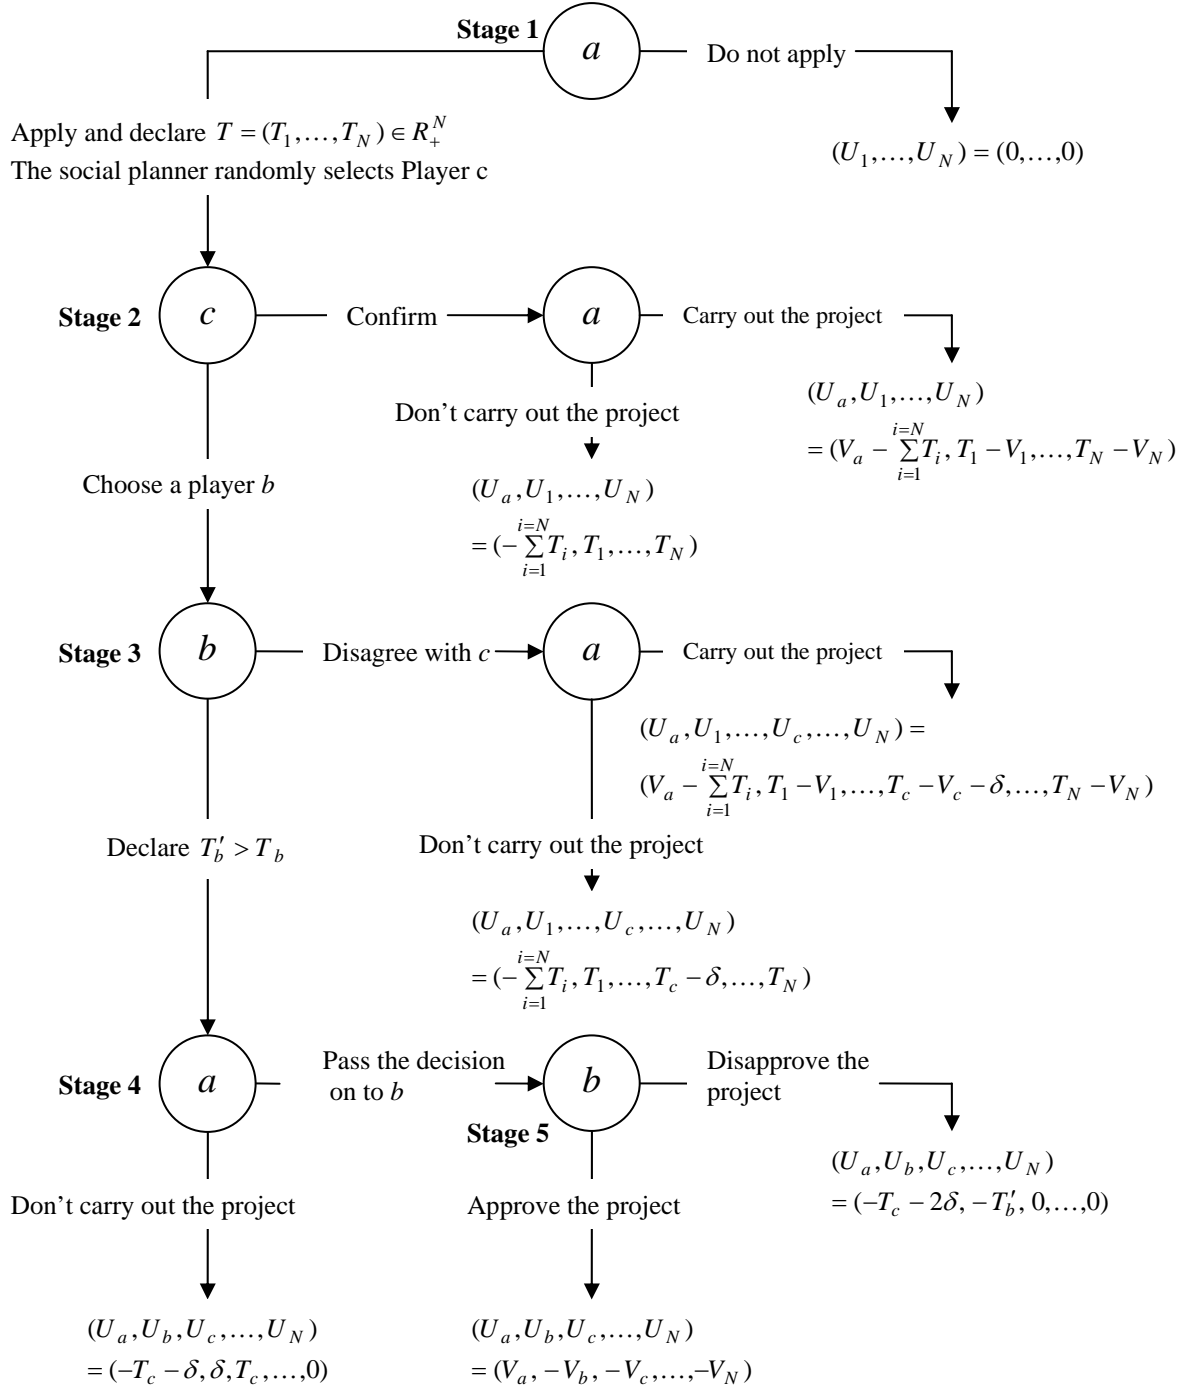 Stage 1
a
Do not apply
Apply and declare T = (T_1,…,T_N) ∈ R_+^N
The social planner randomly selects Player c
(U_1,…,U_N) = (0,…,0)
Stage 2
c
Confirm
a
Carry out the project
Don't carry out the project
(U_a, U_1,…, U_N)
= (V_a − ∑_{i=1}^{i=N} T_i, T_1 − V_1,…, T_N − V_N)
Choose a player b
(U_a, U_1,…, U_N)
= (− ∑_{i=1}^{i=N} T_i, T_1,…, T_N)
Stage 3
b
Disagree with c
a
Carry out the project
(U_a, U_1,…, U_c,…, U_N) =
(V_a − ∑_{i=1}^{i=N} T_i, T_1 − V_1,…, T_c − V_c − δ,…, T_N − V_N)
Declare T'_b > T_b
Don't carry out the project
(U_a, U_1,…, U_c,…, U_N)
= (− ∑_{i=1}^{i=N} T_i, T_1,…, T_c − δ,…, T_N)
Stage 4
a
Pass the decision
on to b
b
Stage 5
Disapprove the
project
(U_a, U_b, U_c,…, U_N)
= (−T_c − 2δ, −T'_b, 0,…,0)
Don't carry out the project
Approve the project
(U_a, U_b, U_c,…, U_N)
= (−T_c − δ, δ, T_c,…,0)
(U_a, U_b, U_c,…, U_N)
= (V_a, −V_b, −V_c,…, −V_N)